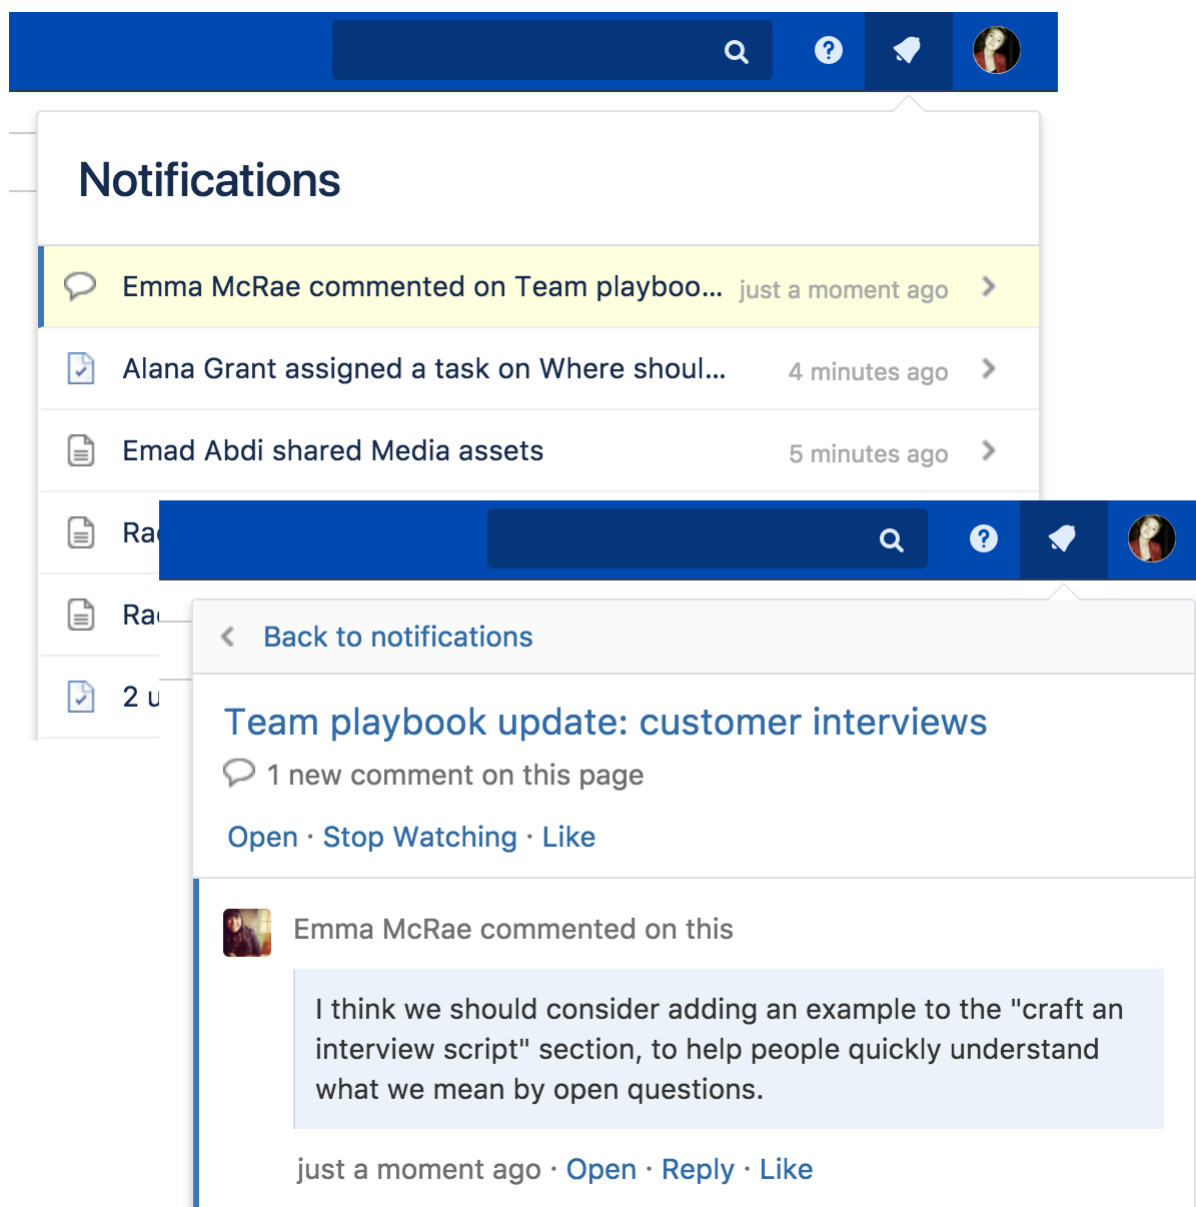 Notifications
Emma McRae commented on Team playboo... just a moment ago
Alana Grant assigned a task on Where shoul... 4 minutes ago
Emad Abdi shared Media assets 5 minutes ago
2
Back to notifications
Team playbook update: customer interviews
1 new comment on this page
Open · Stop Watching · Like
Emma McRae commented on this
I think we should consider adding an example to the "craft an
interview script" section, to help people quickly understand
what we mean by open questions.
just a moment ago · Open · Reply · Like